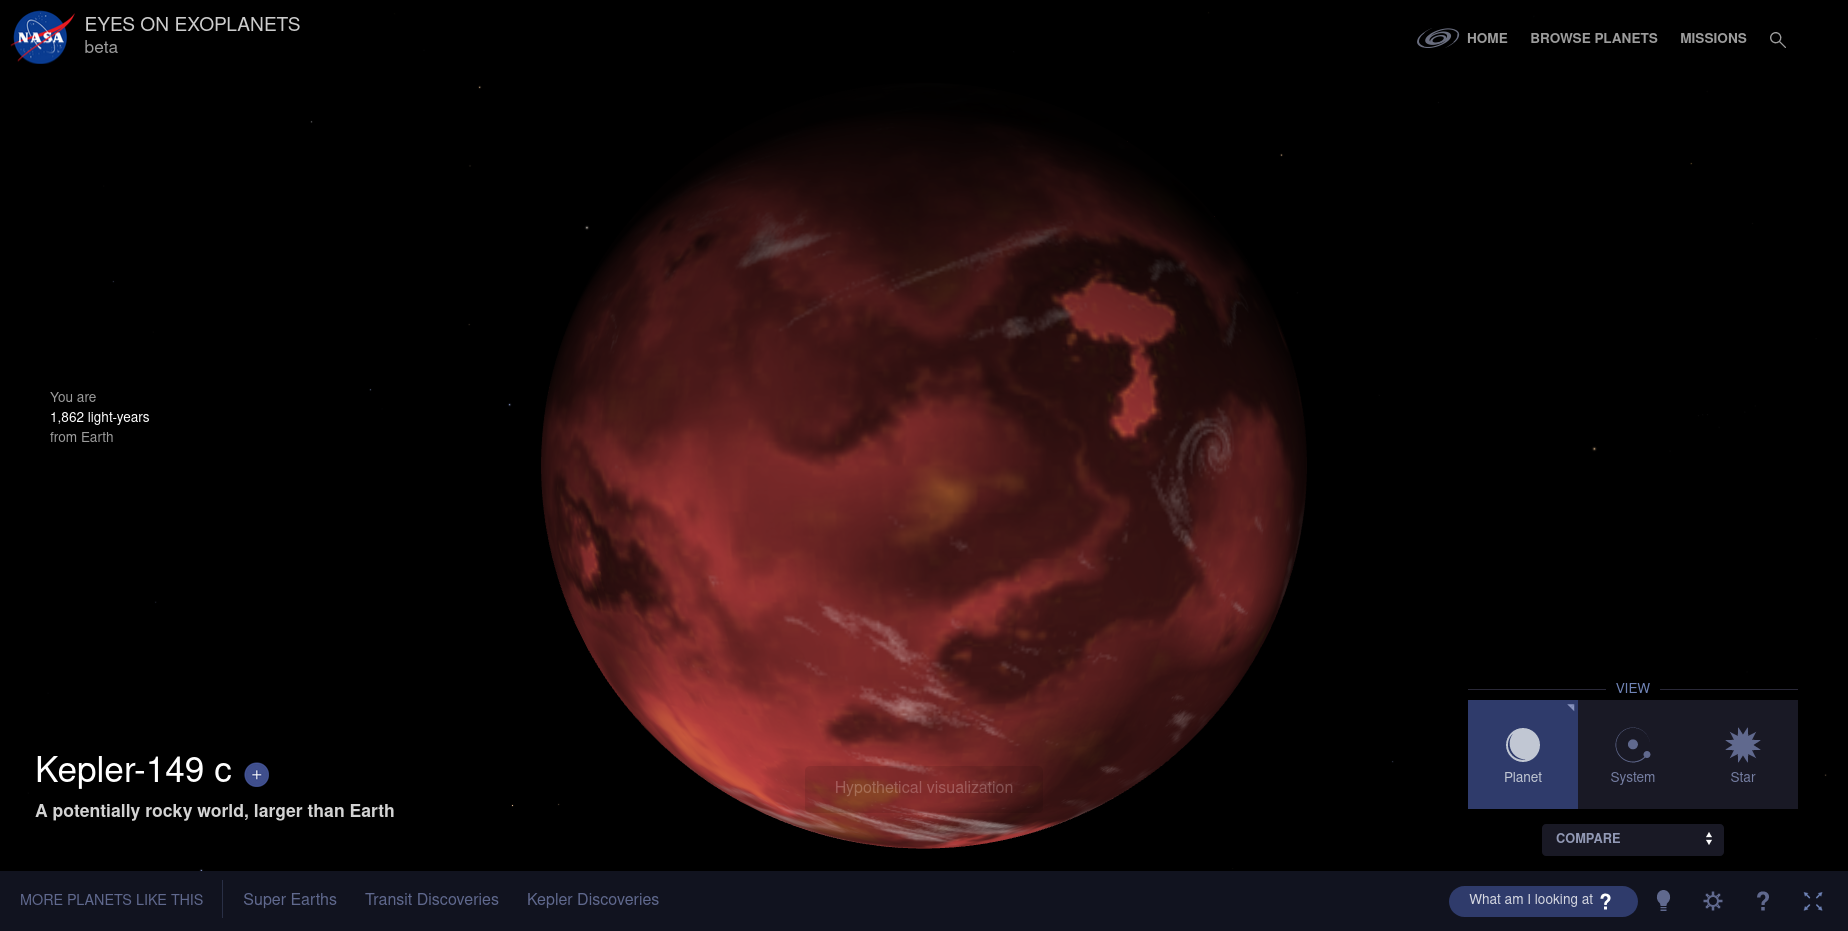 NASA
EYES ON EXOPLANETS
beta
HOME
BROWSE PLANETS
MISSIONS
You are
1,862 light-years
from Earth
Kepler-149 c +
A potentially rocky world, larger than Earth
Hypothetical visualization
VIEW
Planet
System
Star
COMPARE
MORE PLANETS LIKE THIS
Super Earths
Transit Discoveries
Kepler Discoveries
What am I looking at ?
?